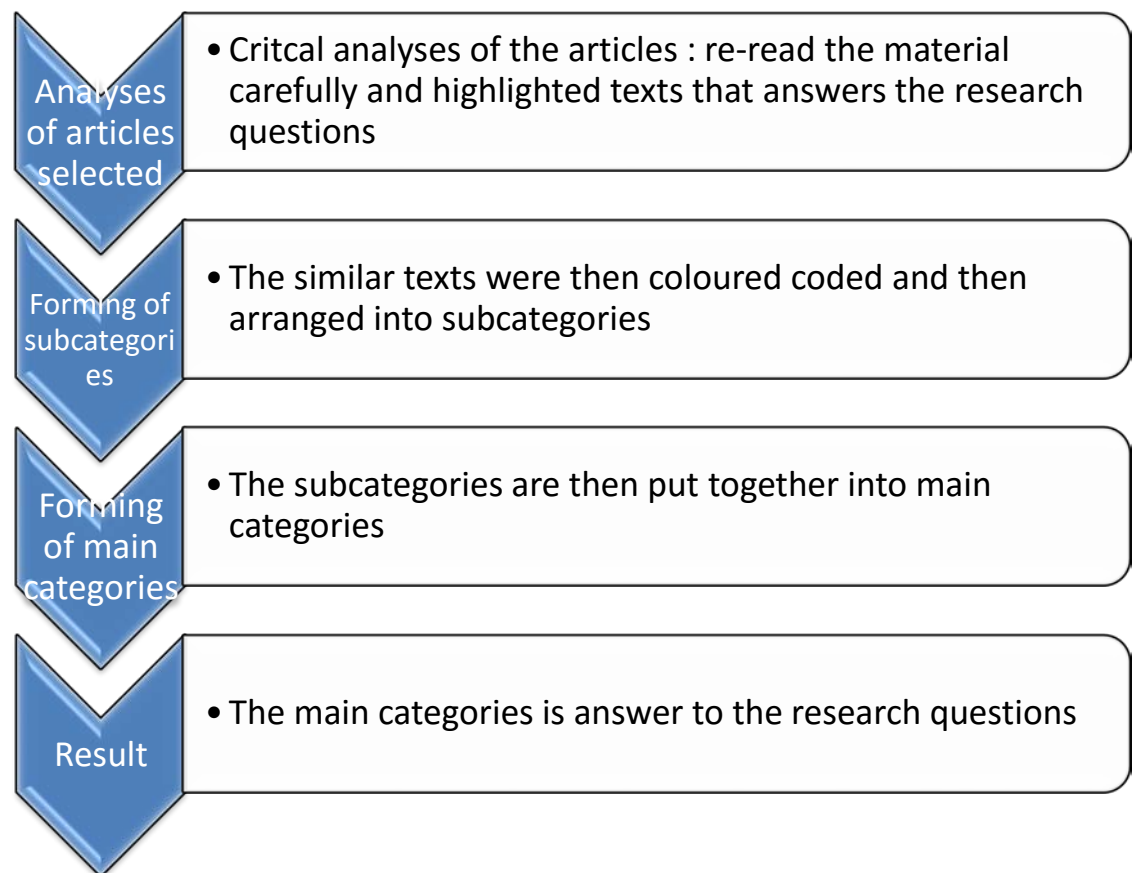 Analyses
of articles
selected
• Critcal analyses of the articles : re-read the material
carefully and highlighted texts that answers the research
questions
Forming of
subcategori
es
• The similar texts were then coloured coded and then
arranged into subcategories
Forming
of main
categories
• The subcategories are then put together into main
categories
Result
• The main categories is answer to the research questions